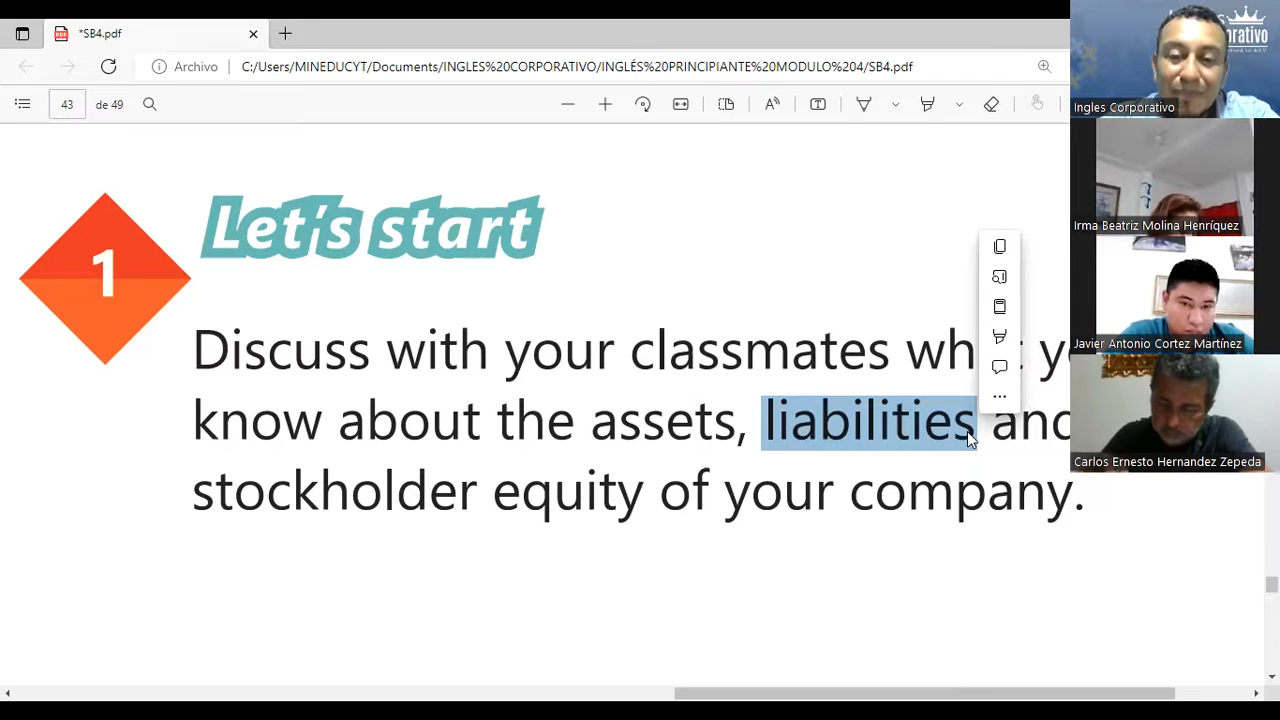 *SB4.pdf
Archivo
C:/Users/MINEDUCYT/Documents/INGLES%20CORPORATIVO/INGLÉS%20PRINCIPIANTE%20MODULO%204/SB4.pdf
43 de 49
1
Let's start
Discuss with your classmates what
know about the assets, liabilities and
stockholder equity of your company.
Ingles Corporativo
Irma Beatriz Molina Henríquez
Javier Antonio Cortez Martínez
Carlos Ernesto Hernandez Zepeda